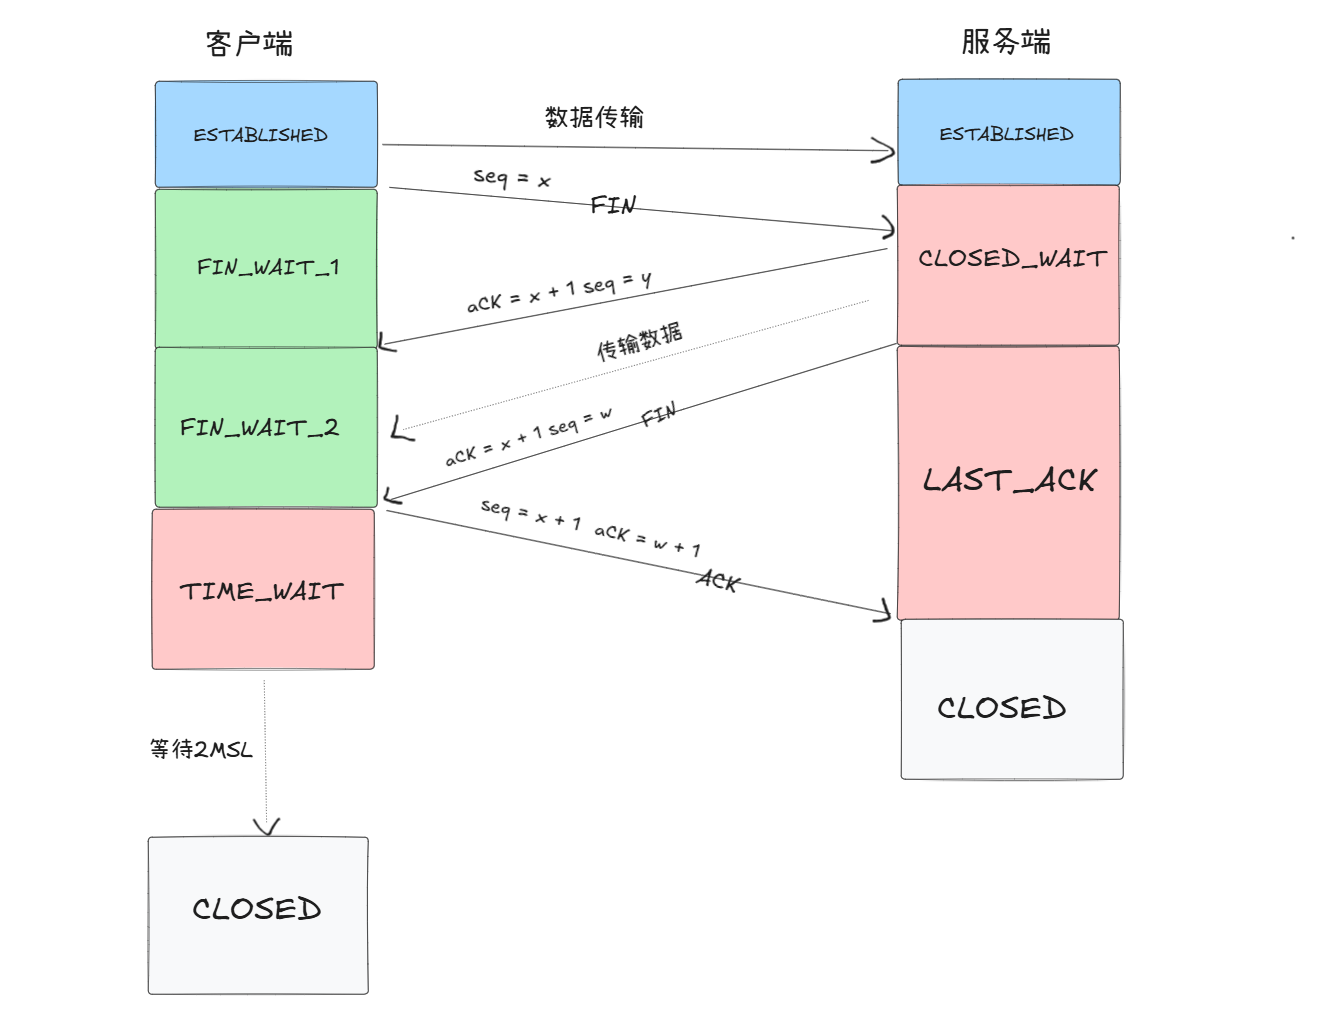 客户端
服务端
ESTABLISHED
数据传输
ESTABLISHED
seq = x
FIN
FIN_WAIT_1
CLOSED_WAIT
aCK = x + 1 seq = y
传输数据
FIN_WAIT_2
aCK = x + 1 seq = w
FIN
LAST_ACK
seq = x + 1 aCK = w + 1
ACK
TIME_WAIT
CLOSED
等待2MSL
CLOSED